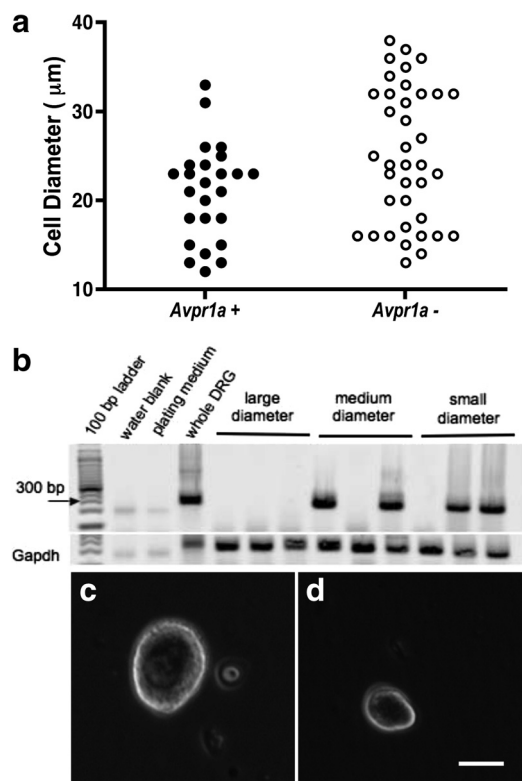 a
Cell Diameter ( μm)
40
30
20
10
Avpr1a +
Avpr1a -
b
100 bp ladder
water blank
plating medium
whole DRG
large
diameter
medium
diameter
small
diameter
300 bp
Gapdh
c
d